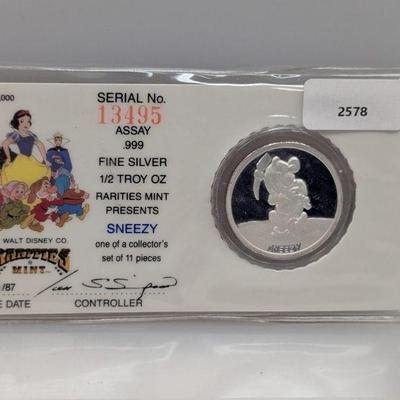 ,000
SERIAL No.
13495
ASSAY
.999
FINE SILVER
1/2 TROY OZ
RARITIES MINT
PRESENTS
SNEEZY
one of a collector's
set of 11 pieces
WALT DISNEY CO.
RARITIES
MINT
/87
E DATE
CONTROLLER
2578
SNEEZY